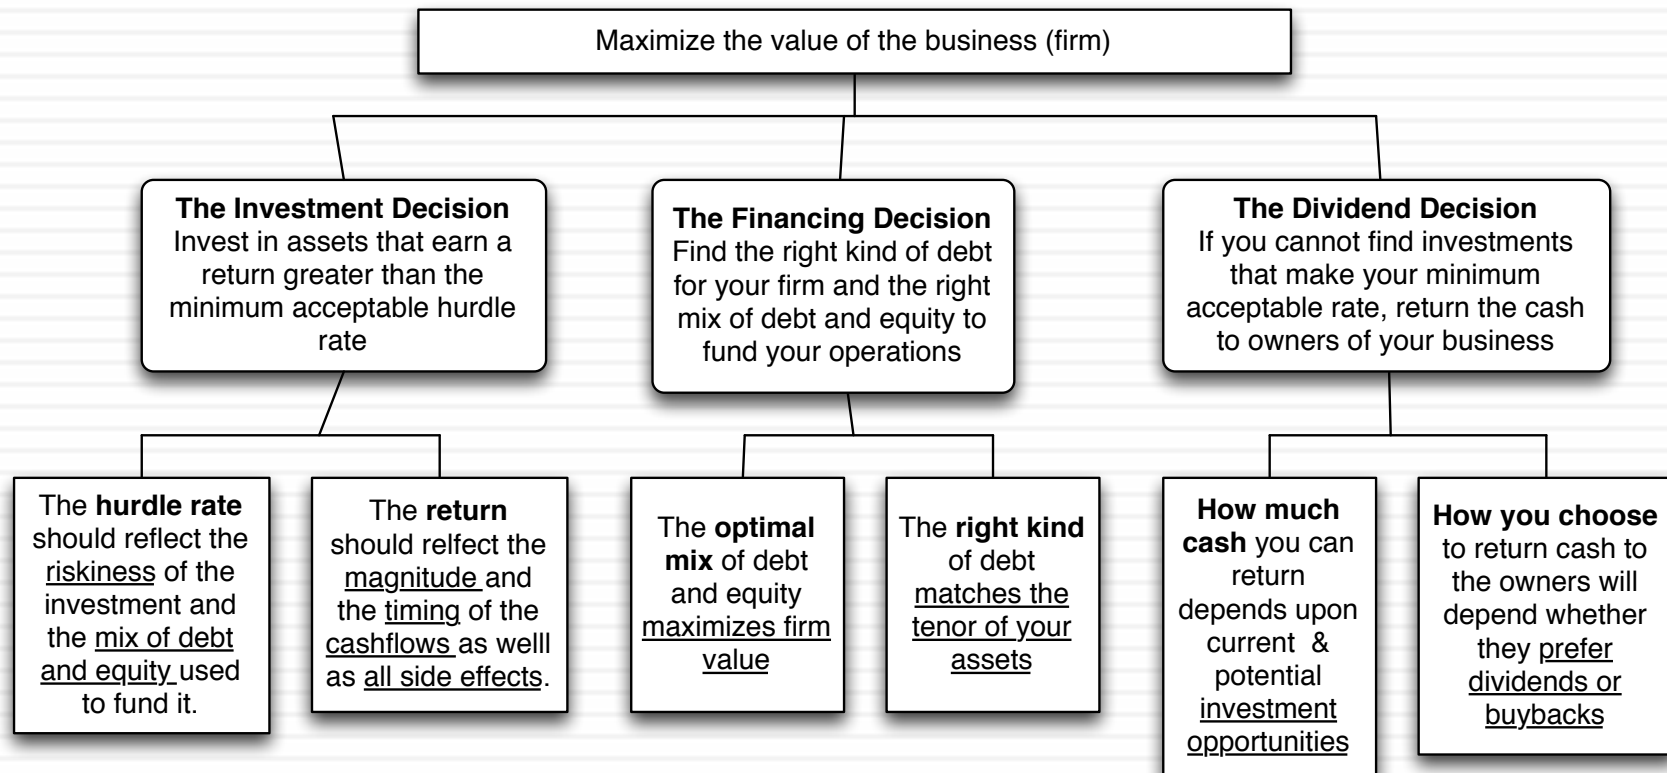 Maximize the value of the business (firm)
The Investment Decision
Invest in assets that earn a
return greater than the
minimum acceptable hurdle
rate
The Financing Decision
Find the right kind of debt
for your firm and the right
mix of debt and equity to
fund your operations
The Dividend Decision
If you cannot find investments
that make your minimum
acceptable rate, return the cash
to owners of your business
The hurdle rate
should reflect the
riskiness of the
investment and
the mix of debt
and equity used
to fund it.
The return
should relfect the
magnitude and
the timing of the
cashflows as welll
as all side effects.
The optimal
mix of debt
and equity
maximizes firm
value
The right kind
of debt
matches the
tenor of your
assets
How much
cash you can
return
depends upon
current & 
potential
investment
opportunities
How you choose
to return cash to
the owners will
depend whether
they prefer
dividends or
buybacks